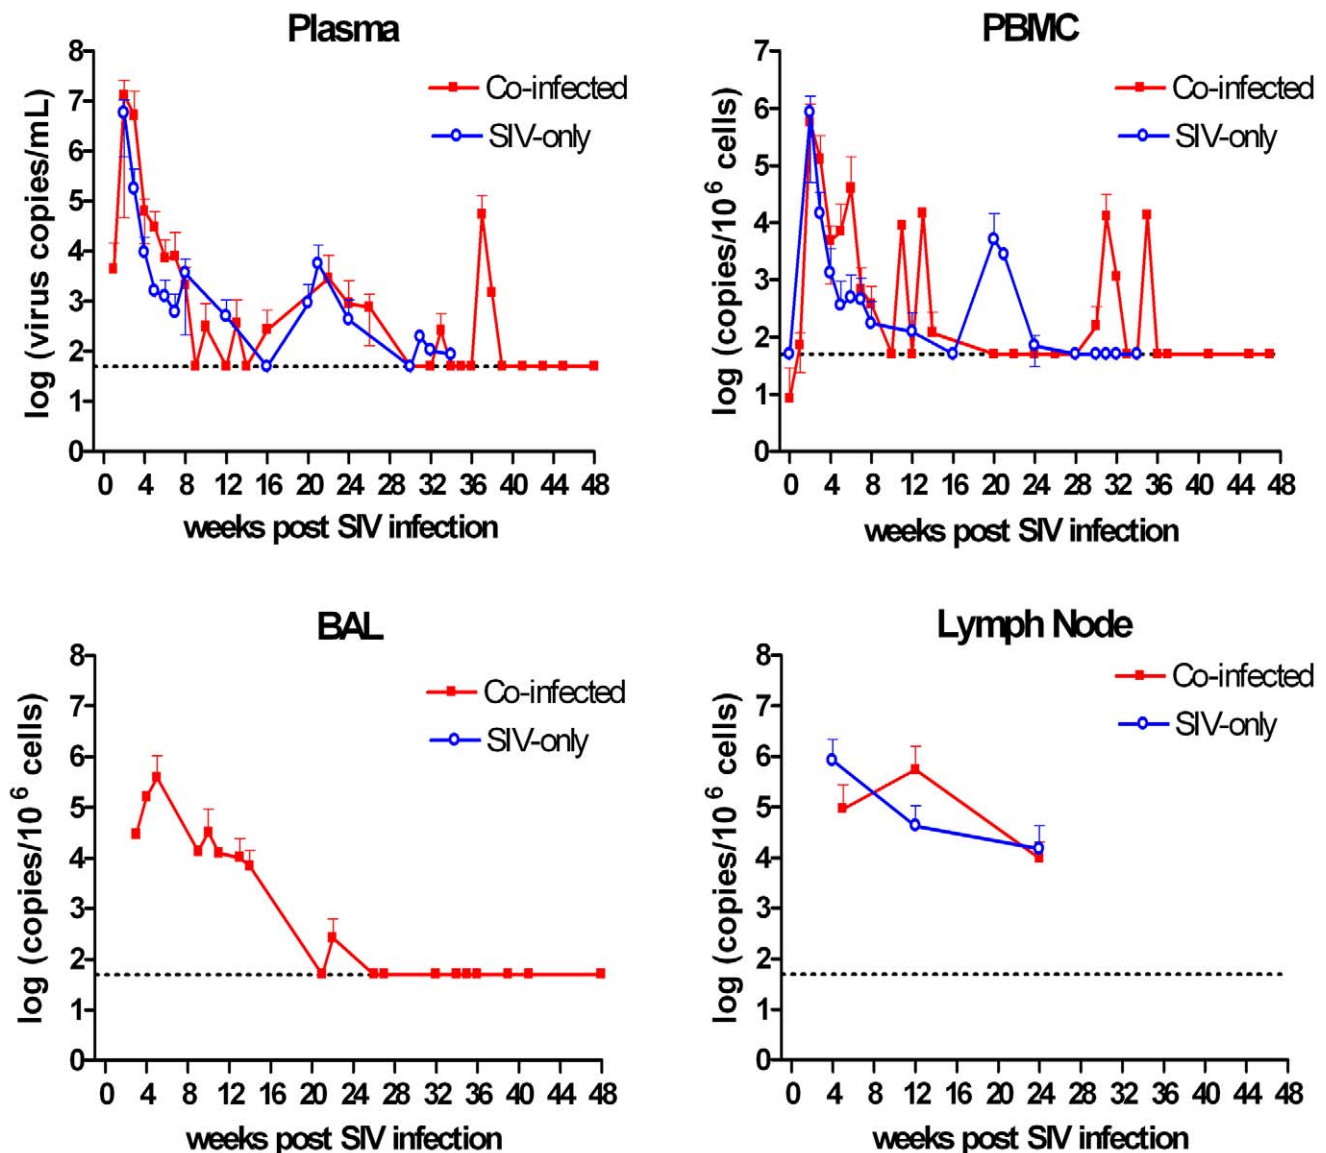 Plasma
log (virus copies/mL)
8
7
6
5
4
3
2
1
0
Co-infected
SIV-only
0 4 8 12 16 20 24 28 32 36 40 44 48
weeks post SIV infection
PBMC
log (copies/10⁶ cells)
7
6
5
4
3
2
1
0
Co-infected
SIV-only
0 4 8 12 16 20 24 28 32 36 40 44 48
weeks post SIV infection
BAL
log (copies/10⁶ cells)
8
7
6
5
4
3
2
1
0
Co-infected
SIV-only
0 4 8 12 16 20 24 28 32 36 40 44 48
weeks post SIV infection
Lymph Node
log (copies/10⁶ cells)
8
7
6
5
4
3
2
1
0
Co-infected
SIV-only
0 4 8 12 16 20 24 28 32 36 40 44 48
weeks post SIV infection